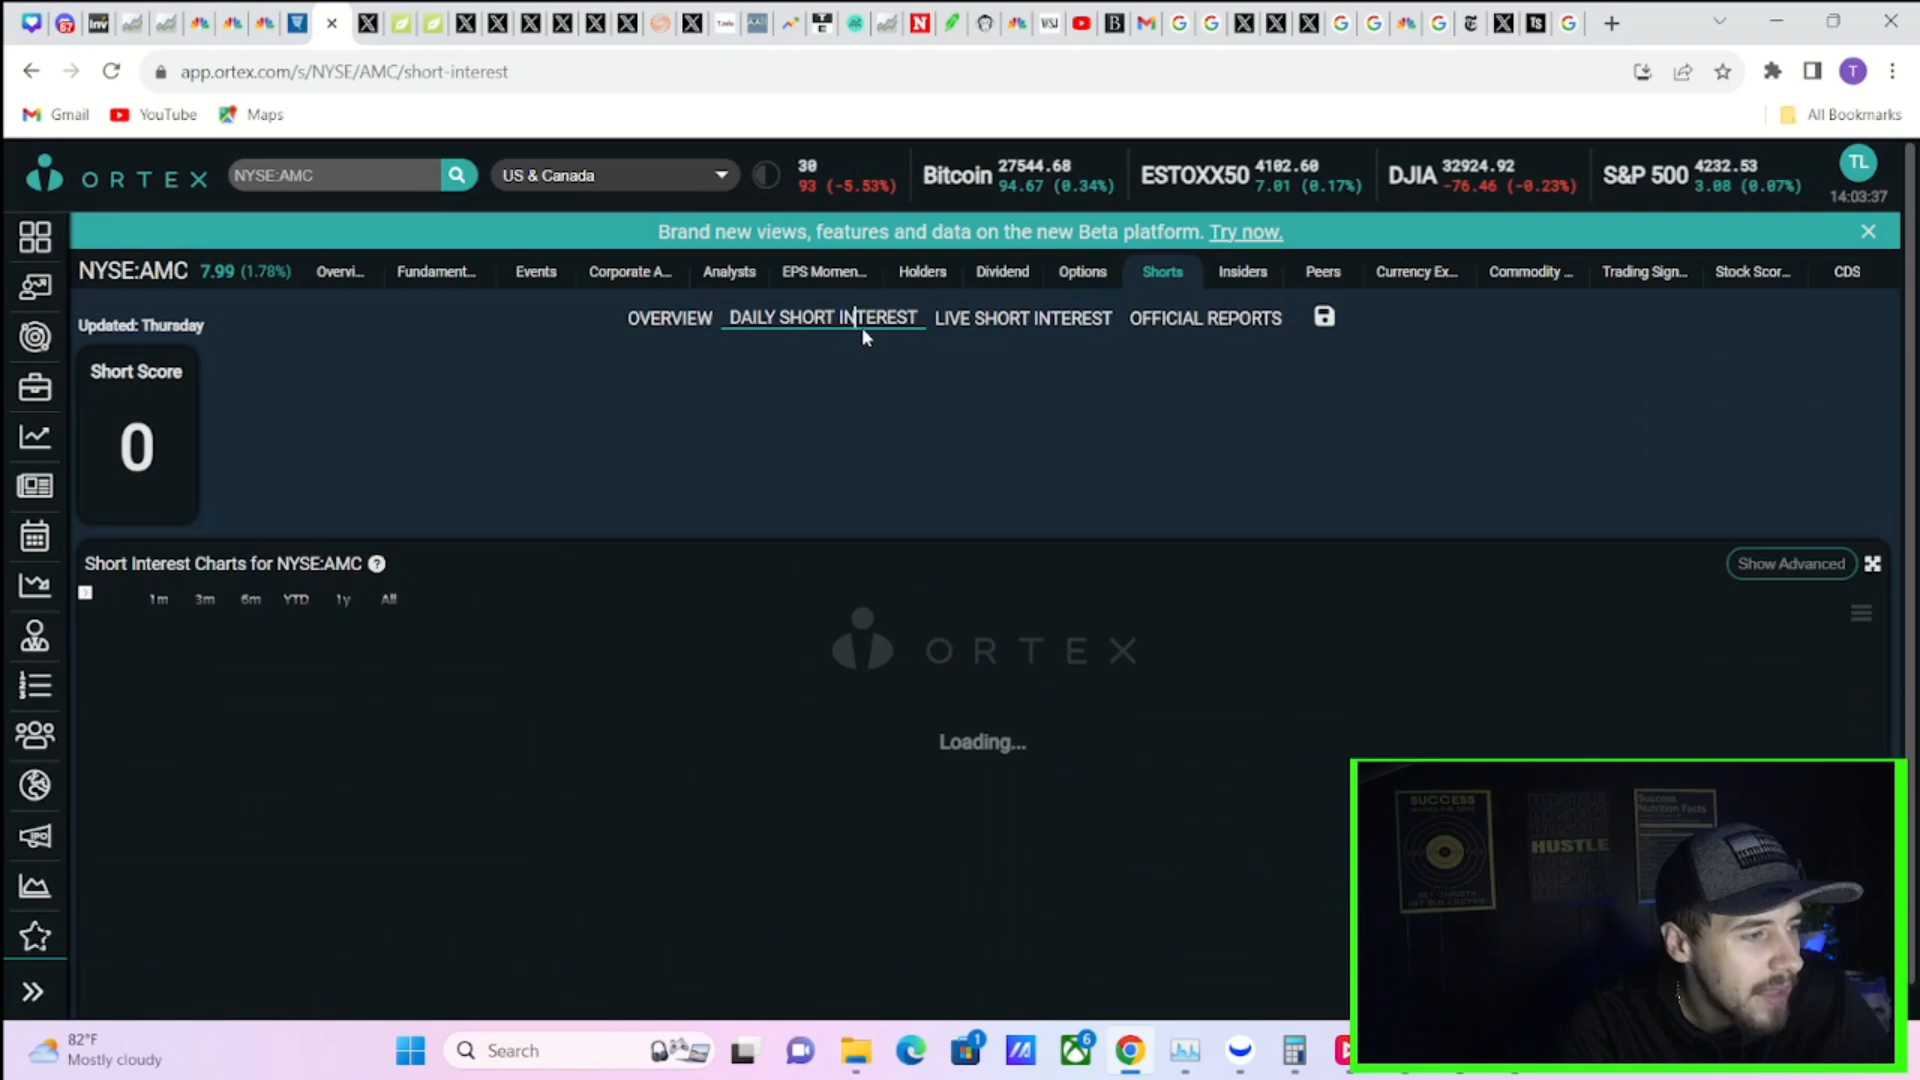 app.ortex.com/s/NYSE/AMC/short-interest
Gmail YouTube Maps All Bookmarks
ORTEX NYSE:AMC US & Canada
30
93 (-5.53%)
Bitcoin 27544.68
94.67 (0.34%)
ESTOXX50 4102.60
7.01 (0.17%)
DJIA 32924.92
-76.46 (-0.23%)
S&P 500 4232.53
3.08 (0.07%)
TL
14:03:37
Brand new views, features and data on the new Beta platform. Try now.
NYSE:AMC 7.99 (1.78%) Overvi... Fundament... Events Corporate A... Analysts EPS Momen... Holders Dividend Options Shorts Insiders Peers Currency Ex... Commodity ... Trading Sign... Stock Scor... CDS
Updated: Thursday
OVERVIEW DAILY SHORT INTEREST LIVE SHORT INTEREST OFFICIAL REPORTS
Short Score
0
Short Interest Charts for NYSE:AMC ?
Show Advanced
1m 3m 6m YTD 1y All
ORTEX
Loading...
SUCCESS
HUSTLE
Success
Nutrition Facts
82°F
Mostly cloudy
Search
1
6